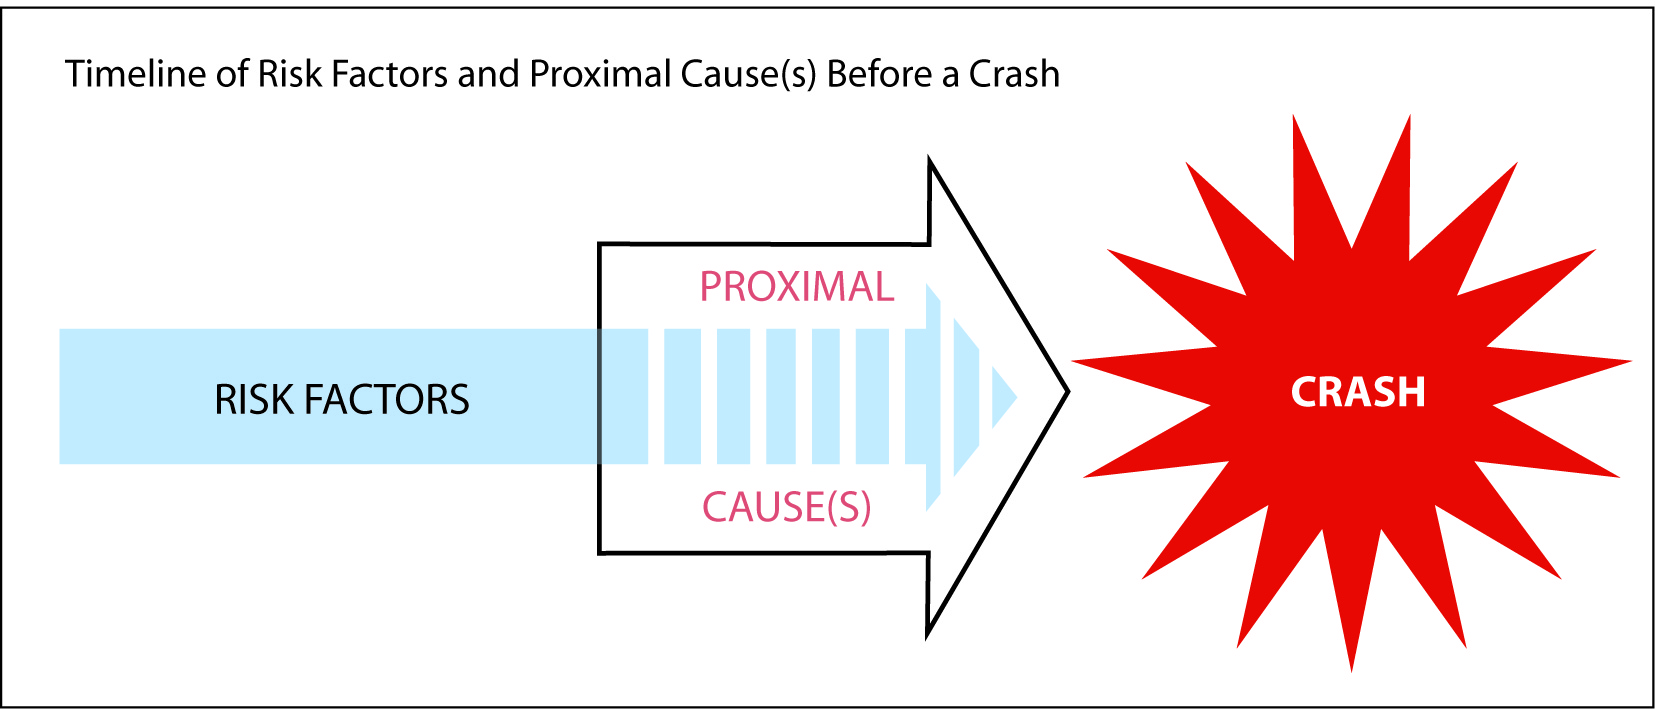 Timeline of Risk Factors and Proximal Cause(s) Before a Crash
PROXIMAL
RISK FACTORS
CRASH
CAUSE(S)